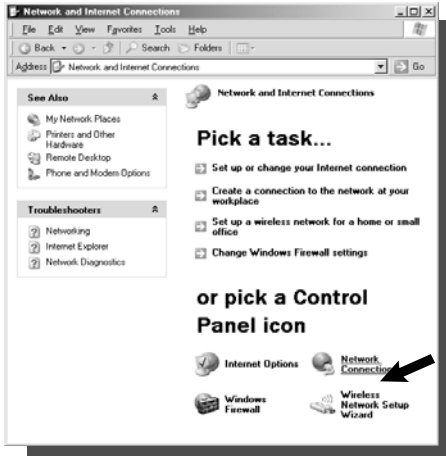 Network and Internet Connections
File Edit View Favorites Tools Help
Back Search Folders
Address Network and Internet Connections Go
See Also
My Network Places
Printers and Other
Hardware
Remote Desktop
Phone and Modem Options
Troubleshooters
Networking
Internet Explorer
Network Diagnostics
Network and Internet Connections
Pick a task...
Set up or change your Internet connection
Create a connection to the network at your
workplace
Set up a wireless network for a home or small
office
Change Windows Firewall settings
or pick a Control
Panel icon
Internet Options
Network
Connections
Windows
Firewall
Wireless
Network Setup
Wizard